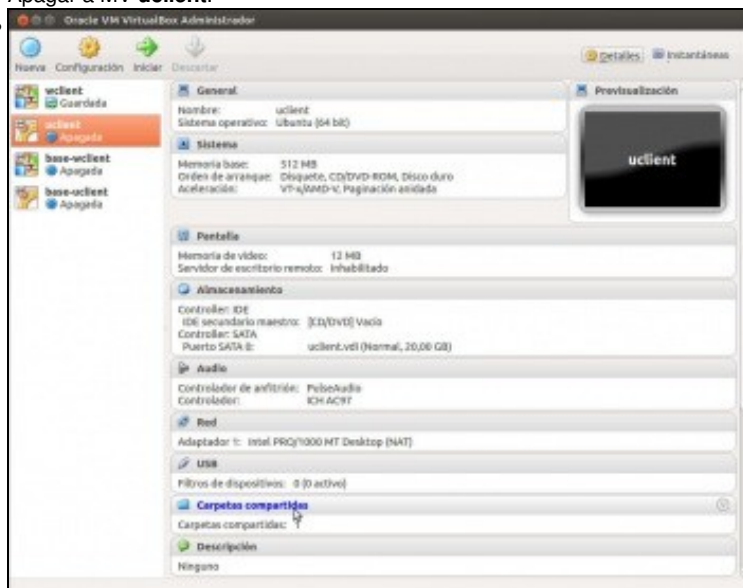 Apagar a MV uclient.
Oracle VM VirtualBox Administrador
Nueva Configuración Iniciar Descartar
Detalles Instantáneas
wclient
Guardada
uclient
Apagada
base-wclient
Apagada
base-uclient
Apagada
General
Nombre: uclient
Sistema operativo: Ubuntu (64 bit)
Sistema
Memoria base: 512 MB
Orden de arranque: Disquete, CD/DVD-ROM, Disco duro
Aceleración: VT-x/AMD-V, Paginación anidada
Previsualización
uclient
Pantalla
Memoria de vídeo: 12 MB
Servidor de escritorio remoto: Inhabilitado
Almacenamiento
Controller: IDE
IDE secundario maestro: [CD/DVD] Vacío
Controller: SATA
Puerto SATA 0: uclient.vdi (Normal, 20,00 GB)
Audio
Controlador de anfitrión: PulseAudio
Controlador: ICH AC97
Red
Adaptador 1: Intel PRO/1000 MT Desktop (NAT)
USB
Filtros de dispositivos: 0 (0 activo)
Carpetas compartidas
Carpetas compartidas: 1
Descripción
Ninguno